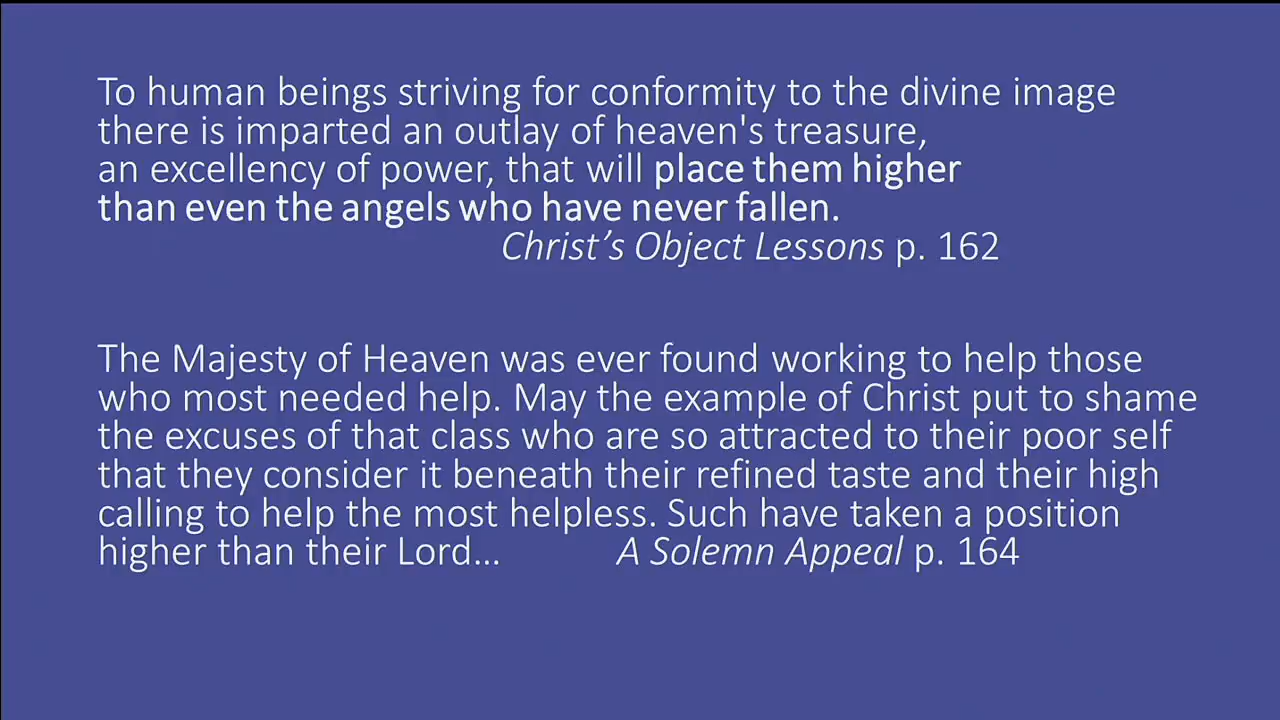 To human beings striving for conformity to the divine image
there is imparted an outlay of heaven's treasure,
an excellency of power, that will place them higher
than even the angels who have never fallen.
Christ’s Object Lessons p. 162
The Majesty of Heaven was ever found working to help those
who most needed help. May the example of Christ put to shame
the excuses of that class who are so attracted to their poor self
that they consider it beneath their refined taste and their high
calling to help the most helpless. Such have taken a position
higher than their Lord... A Solemn Appeal p. 164